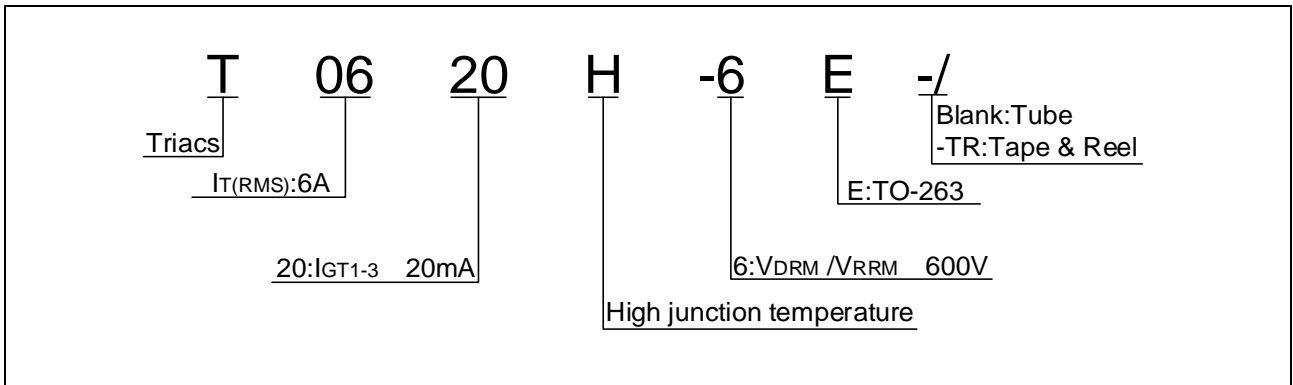 T 06 20 H -6 E -/
Blank:Tube
Triacs
-TR:Tape & Reel
IT(RMS):6A
E:TO-263
20:IGT1-3 20mA
6:VDRM /VRRM 600V
High junction temperature